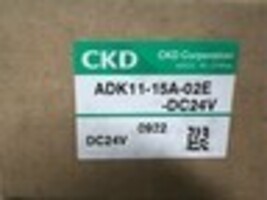 CKD
CKD Corporation
ADK11-15A-02E
-DC24V
DC24V
0922